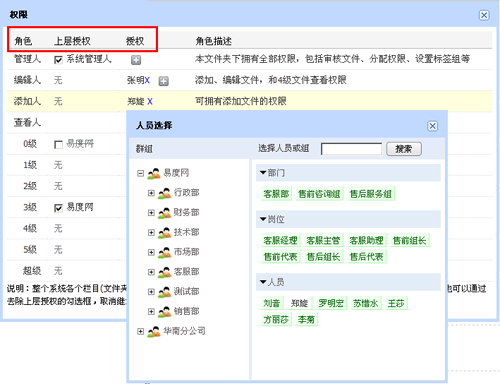 权限
角色 上层授权 授权 角色描述
管理人 系统管理人 本文件夹下拥有全部权限，包括审核文件、分配权限、设置标签组等
编辑人 无 张明X 添加、编辑文件，和4级文件查看权限
添加人 无 郑旋X 可拥有添加文件的权限
查看人
0级 易度网
1级 无
2级 无
3级 易度网
4级 无
5级 无
超级 无
说明：整个系统各个栏目(文件夹
也可以通过
去除上层授权的勾选框，取消继
人员选择
群组
选择人员或组 搜索
易度网
行政部
财务部
技术部
市场部
客服部
测试部
销售部
华南分公司
部门
客服部 售前咨询组 售后服务组
岗位
客服经理 客服主管 客服助理 售前组长
售前代表 售后组长 售后代表
人员
刘音 郑旋 罗明宏 苏楷水 王莎
方丽莎 李菊